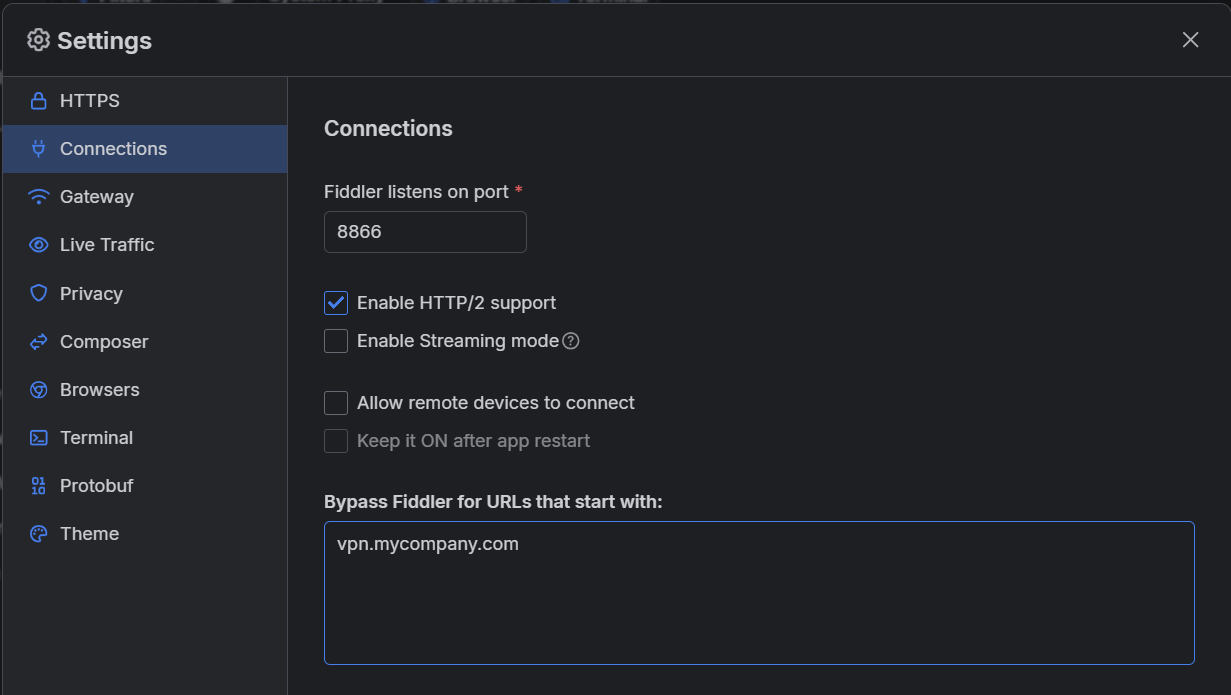 Settings
HTTPS
Connections
Gateway
Live Traffic
Privacy
Composer
Browsers
Terminal
Protobuf
Theme
Connections
Fiddler listens on port *
8866
Enable HTTP/2 support
Enable Streaming mode ?
Allow remote devices to connect
Keep it ON after app restart
Bypass Fiddler for URLs that start with:
vpn.mycompany.com